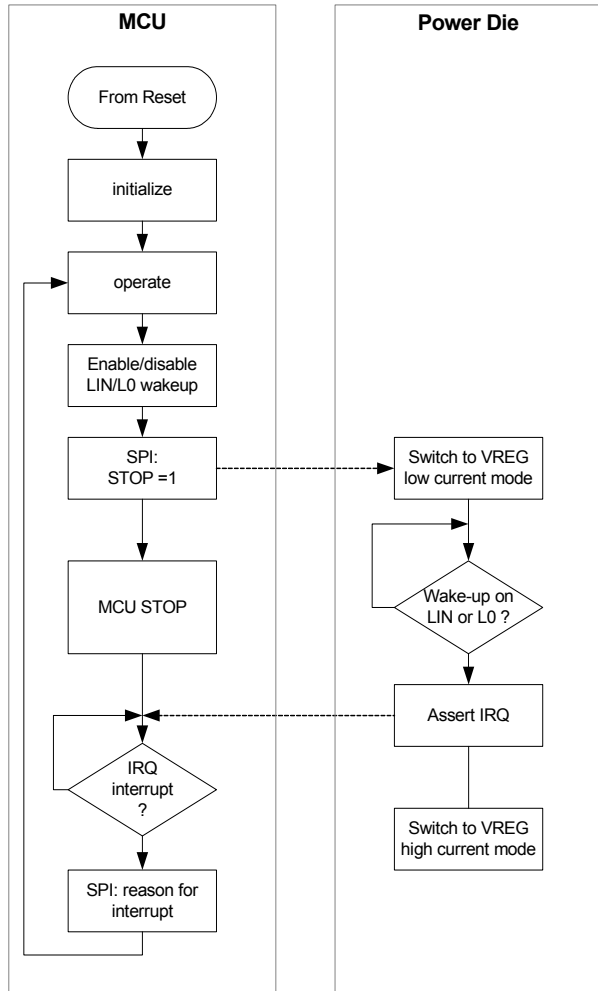 MCU
From Reset
initialize
operate
Enable/disable
LIN/L0 wakeup
SPI:
STOP =1
MCU STOP
IRQ
interrupt
?
SPI: reason for
interrupt
Power Die
Switch to VREG
low current mode
Wake-up on
LIN or L0 ?
Assert IRQ
Switch to VREG
high current mode